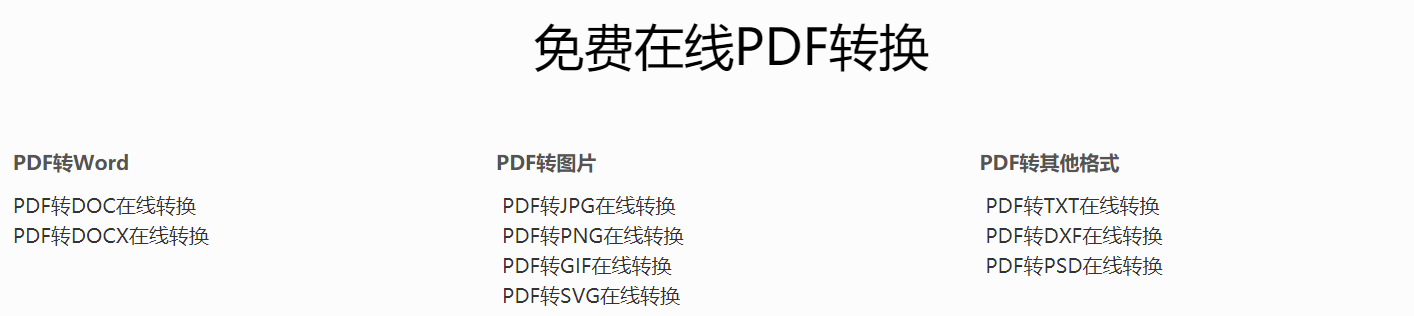 免费在线PDF转换
PDF转Word
PDF转DOC在线转换
PDF转DOCX在线转换
PDF转图片
PDF转JPG在线转换
PDF转PNG在线转换
PDF转GIF在线转换
PDF转SVG在线转换
PDF转其他格式
PDF转TXT在线转换
PDF转DXF在线转换
PDF转PSD在线转换